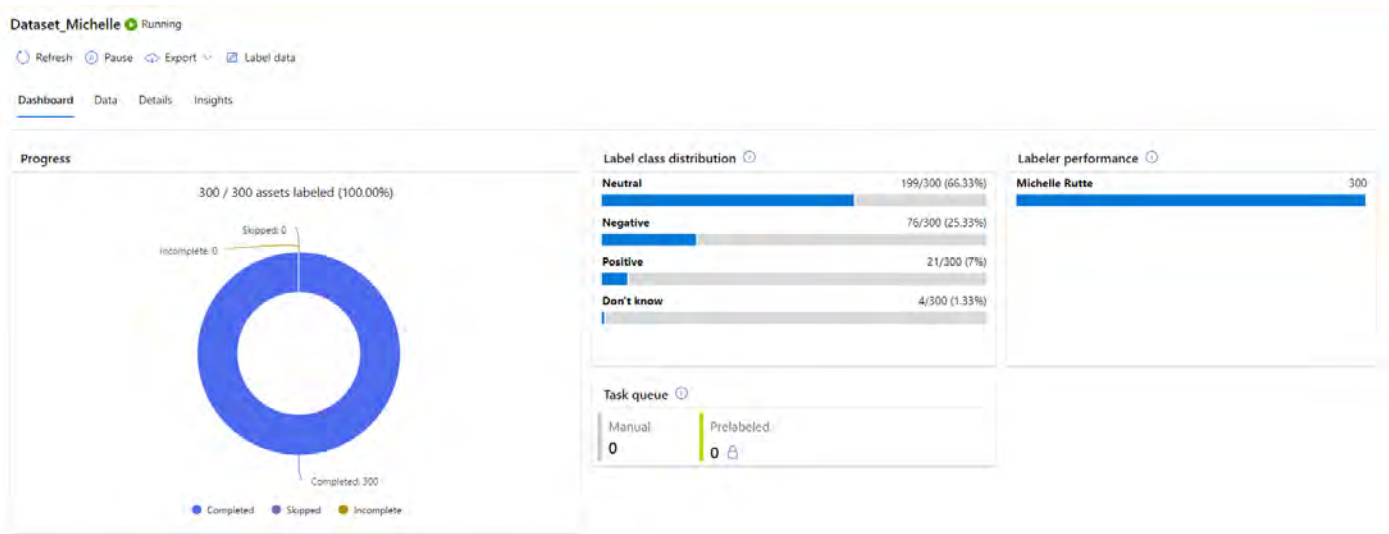 Dataset_Michelle Running
Refresh Pause Export Label data
Dashboard Data Details Insights
Progress
300 / 300 assets labeled (100.00%)
Skipped: 0
Incomplete: 0
Completed: 300
Completed Skipped Incomplete
Label class distribution
Neutral 199/300 (66.33%)
Negative 76/300 (25.33%)
Positive 21/300 (7%)
Don't know 4/300 (1.33%)
Labeler performance
Michelle Rutte 300
Task queue
Manual Prelabeled
0 0